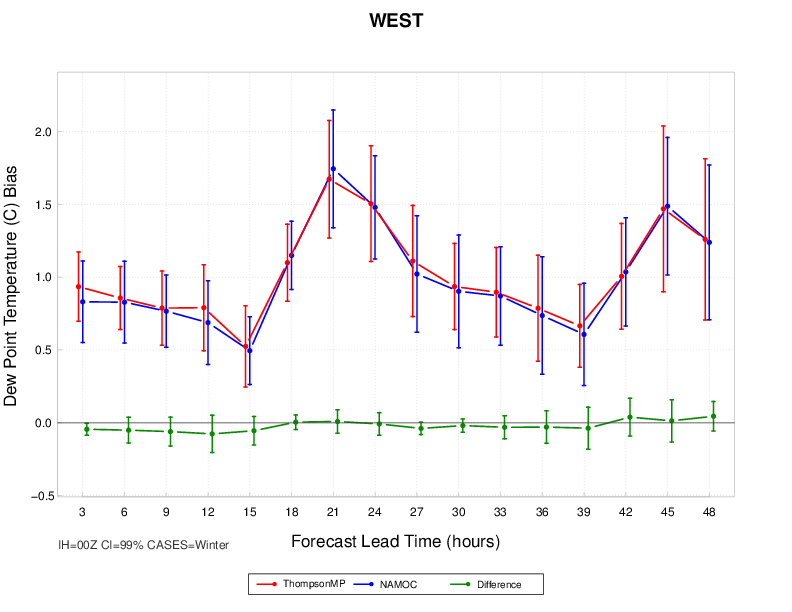 WEST
Dew Point Temperature (C) Bias
2.0
1.5
1.0
0.5
0.0
−0.5
3 6 9 12 15 18 21 24 27 30 33 36 39 42 45 48
IH=00Z CI=99% CASES=Winter
Forecast Lead Time (hours)
ThompsonMP NAMOC Difference